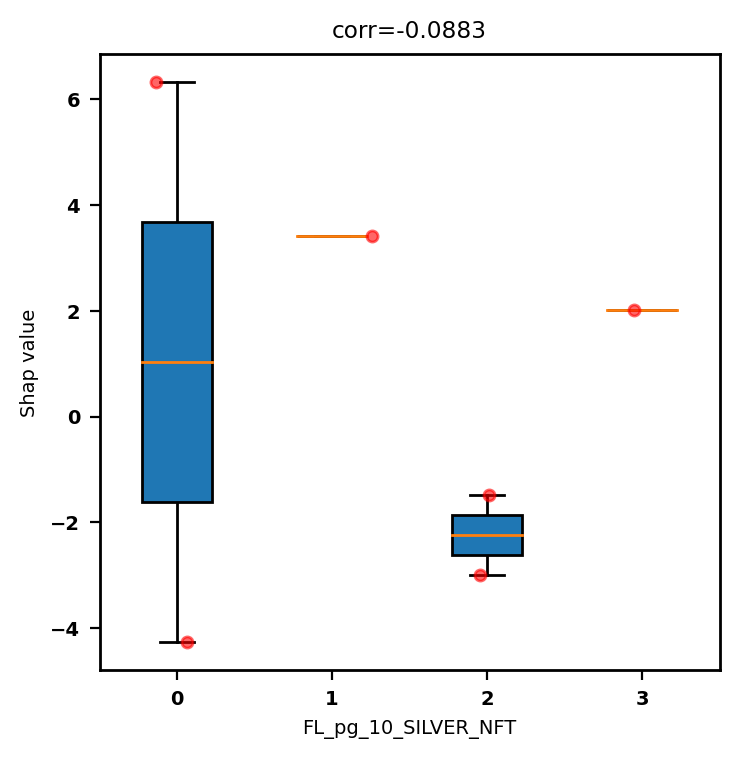 corr=-0.0883
6
4
2
0
−2
−4
Shap value
0 1 2 3
FL_pg_10_SILVER_NFT